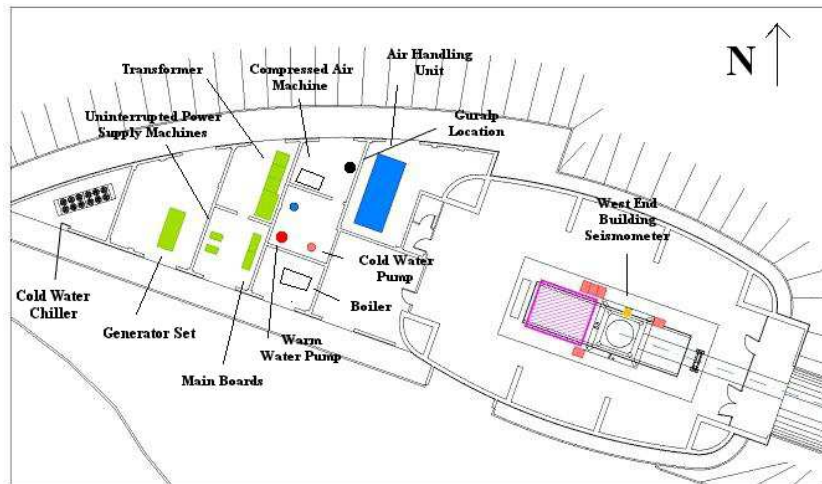 Transformer
Compressed Air
Machine
Air Handling
Unit
N
Uninterrupted Power
Supply Machines
Guralp
Location
West End
Building
Seismometer
Cold Water
Chiller
Generator Set
Main Boards
Warm
Water Pump
Boiler
Cold Water
Pump